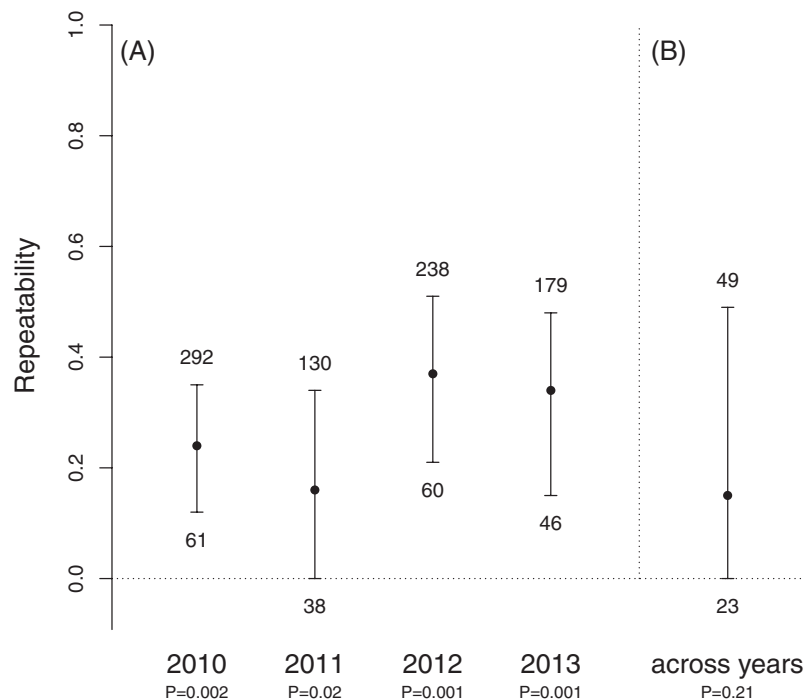 (A) (B)
Repeatability
1.0
0.8
0.6
0.4
0.2
0.0
292 130 238 179 49
61 38 60 46 23
2010 2011 2012 2013 across years
P=0.002 P=0.02 P=0.001 P=0.001 P=0.21